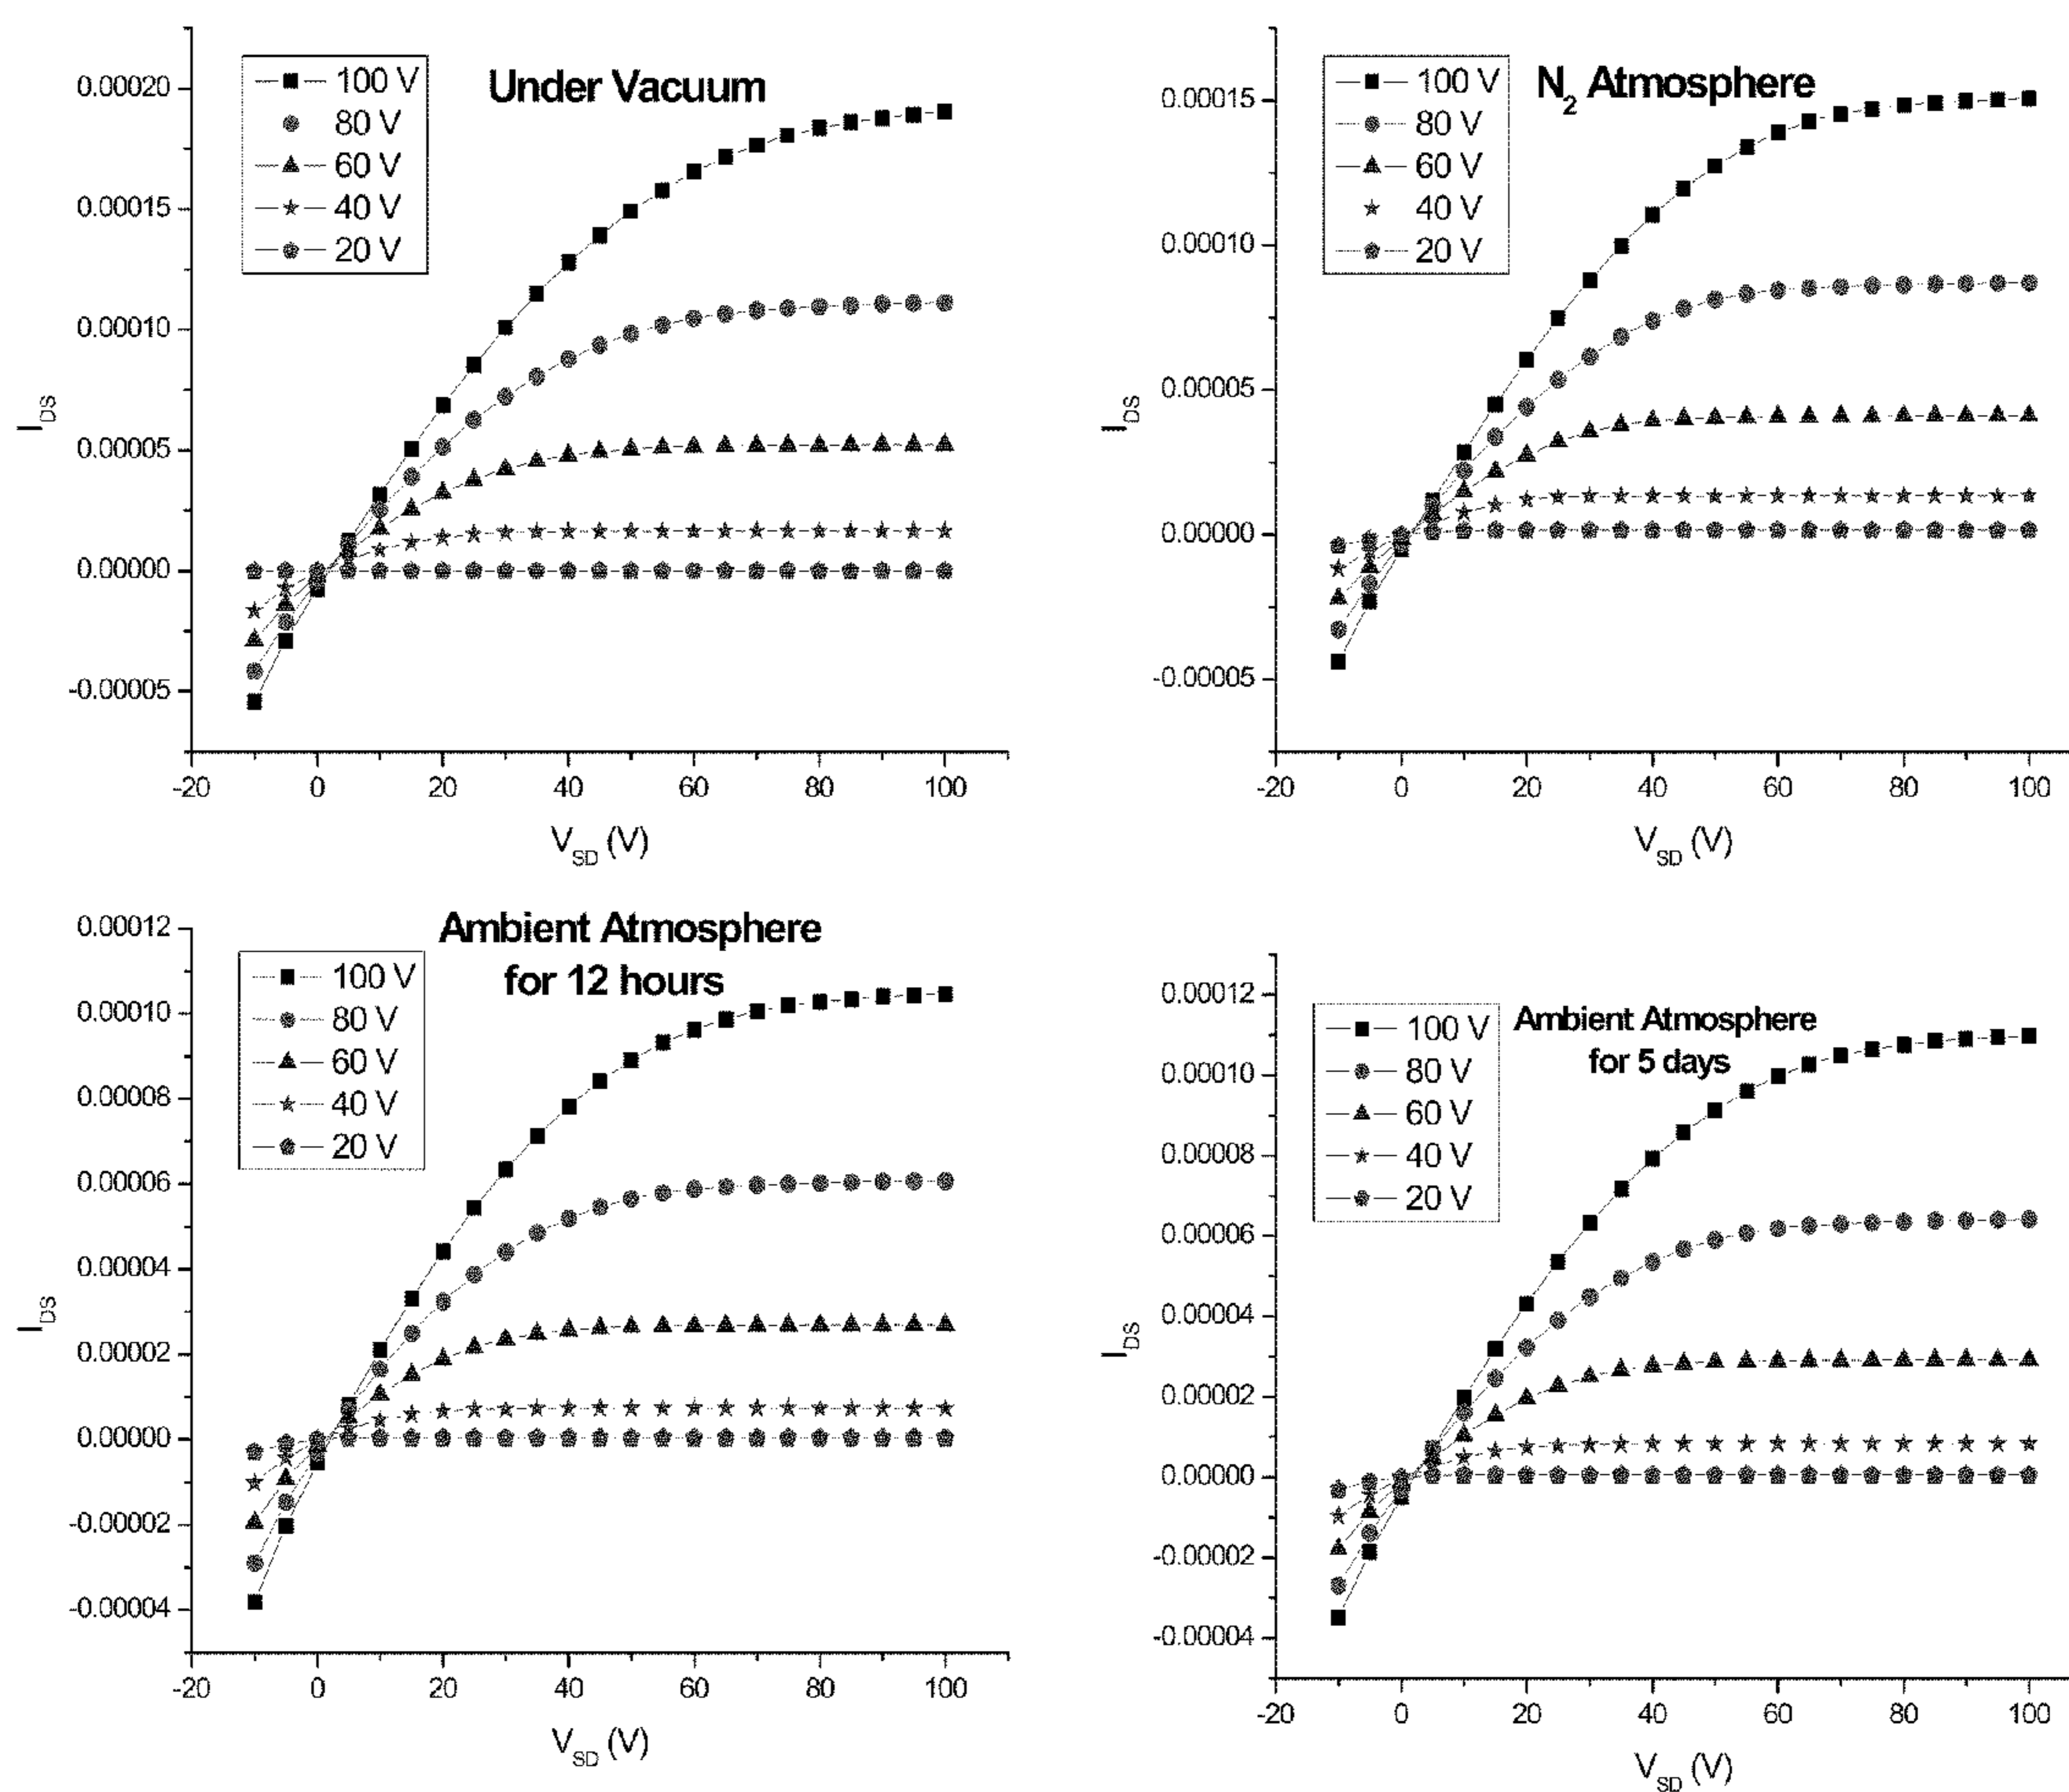 Under Vacuum
100 V
80 V
60 V
40 V
20 V
0.00020
0.00015
0.00010
0.00005
0.00000
-0.00005
I_DS
-20 0 20 40 60 80 100
V_SD (V)
N_2 Atmosphere
100 V
80 V
60 V
40 V
20 V
0.00015
0.00010
0.00005
0.00000
-0.00005
I_DS
-20 0 20 40 60 80 100
V_SD (V)
Ambient Atmosphere
for 12 hours
100 V
80 V
60 V
40 V
20 V
0.00012
0.00010
0.00008
0.00006
0.00004
0.00002
0.00000
-0.00002
-0.00004
I_DS
-20 0 20 40 60 80 100
V_SD (V)
Ambient Atmosphere
for 5 days
100 V
80 V
60 V
40 V
20 V
0.00012
0.00010
0.00008
0.00006
0.00004
0.00002
0.00000
-0.00002
-0.00004
I_DS
-20 0 20 40 60 80 100
V_SD (V)